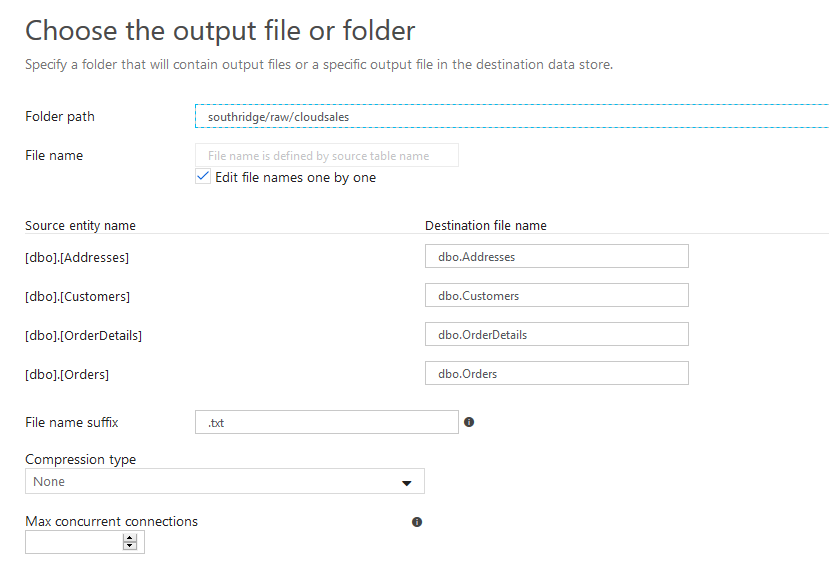 Choose the output file or folder
Specify a folder that will contain output files or a specific output file in the destination data store.
Folder path southridge/raw/cloudsales
File name File name is defined by source table name
Edit file names one by one
Source entity name Destination file name
[dbo].[Addresses] dbo.Addresses
[dbo].[Customers] dbo.Customers
[dbo].[OrderDetails] dbo.OrderDetails
[dbo].[Orders] dbo.Orders
File name suffix .txt
Compression type
None
Max concurrent connections